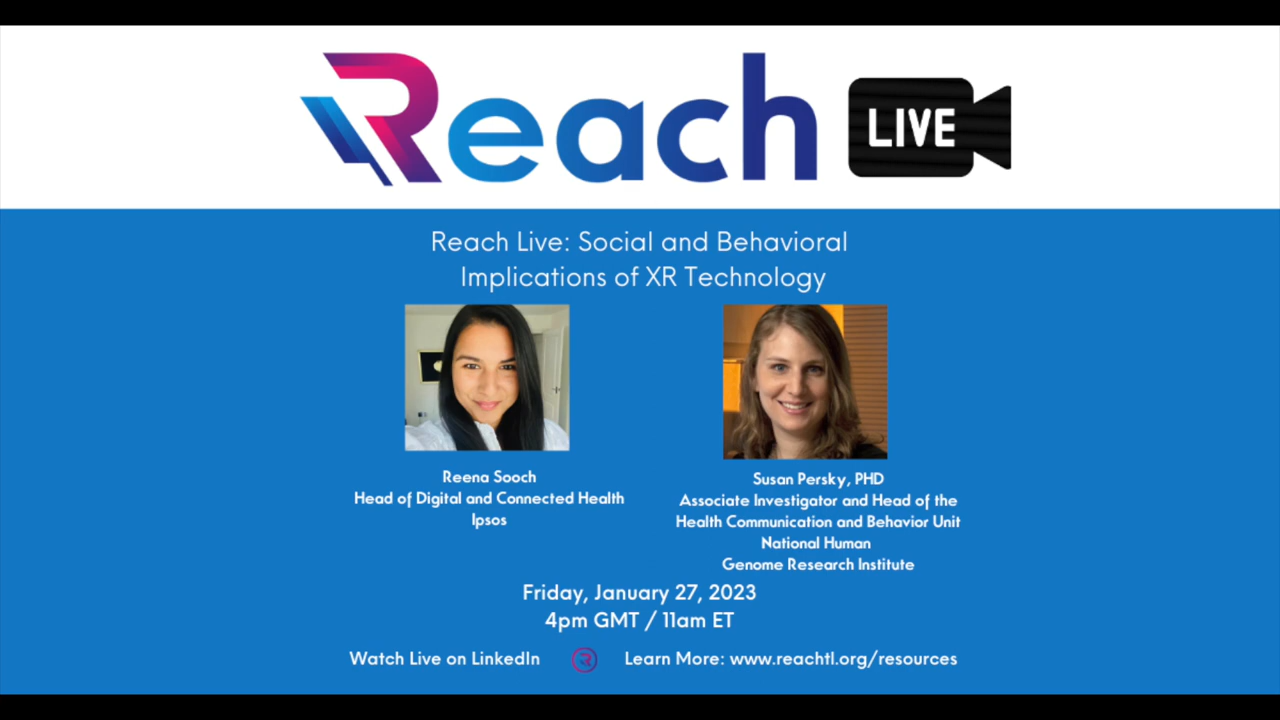 Reach LIVE
Reach Live: Social and Behavioral
Implications of XR Technology
Reena Sooch
Head of Digital and Connected Health
Ipsos
Susan Persky, PHD
Associate Investigator and Head of the
Health Communication and Behavior Unit
National Human
Genome Research Institute
Friday, January 27, 2023
4pm GMT / 11am ET
Watch Live on LinkedIn R Learn More: www.reachtl.org/resources